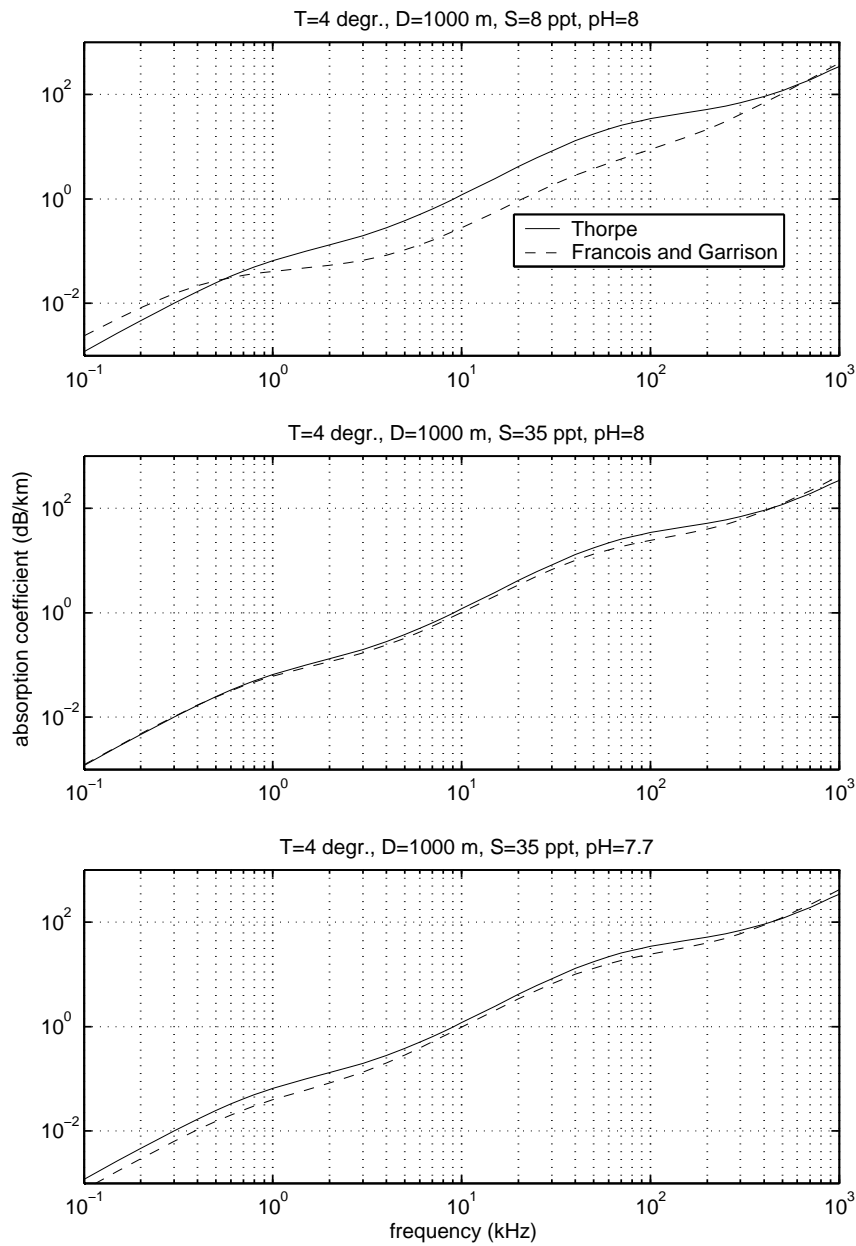 T=4 degr., D=1000 m, S=8 ppt, pH=8
10^2
10^0
10^-2
10^-1 10^0 10^1 10^2 10^3
Thorpe
Francois and Garrison
T=4 degr., D=1000 m, S=35 ppt, pH=8
absorption coefficient (dB/km)
10^2
10^0
10^-2
10^-1 10^0 10^1 10^2 10^3
T=4 degr., D=1000 m, S=35 ppt, pH=7.7
10^2
10^0
10^-2
10^-1 10^0 10^1 10^2 10^3
frequency (kHz)